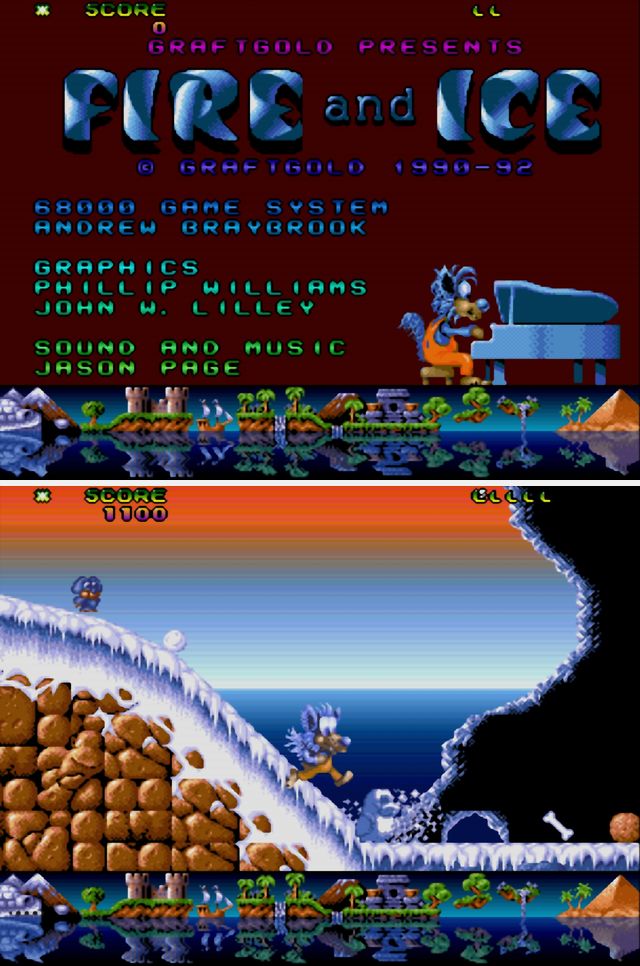 SCORE
0
GRAFTGOLD PRESENTS
FIRE and ICE
© GRAFTGOLD 1990-92
68000 GAME SYSTEM
ANDREW BRAYBROOK
GRAPHICS
PHILLIP WILLIAMS
JOHN W. LILLEY
SOUND AND MUSIC
JASON PAGE
SCORE
1100